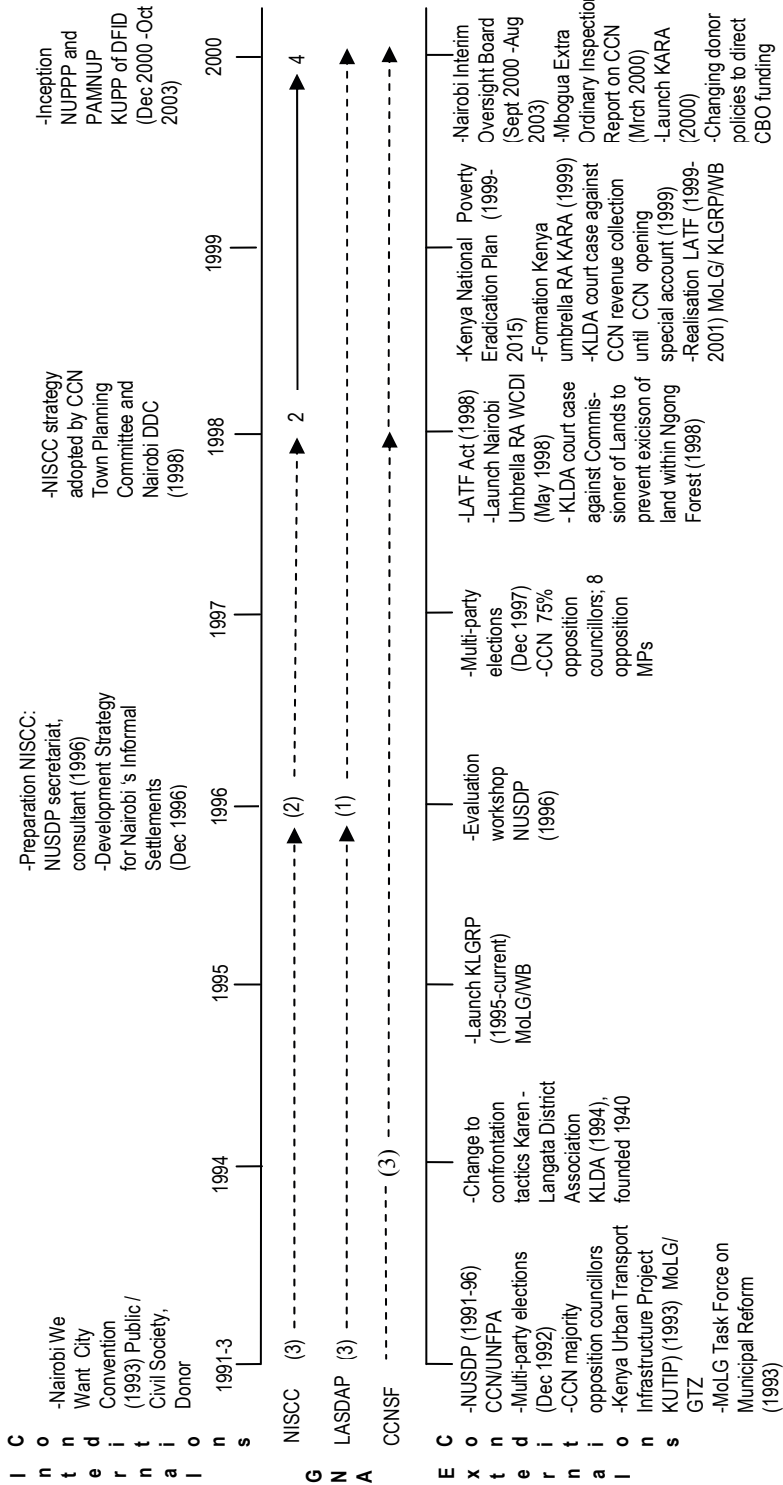 I C
n o
t n
e d
r i
n t
a i
l o
n
s
-Nairobi We
Want City
Convention
(1993) Public /
Civil Society,
Donor
-Preparation NISCC:
NUSDP secretariat,
consultant (1996)
-Development Strategy
for Nairobi 's Informal
Settlements
(Dec 1996)
-NISCC strategy
adopted by CCN
Town Planning
Committee and
Nairobi DDC
(1998)
-Inception
NUPPP and
PAMNUP
KUPP of DFID
(Dec 2000 -Oct
2003)
1991-3 1994 1995 1996 1997 1998 1999 2000
G
N
A
NISCC (3) (2) 2 4
LASDAP (3) (1)
CCNSF (3)
E C
x o
t n
e d
r i
n t
a i
l o
n
s
-NUSDP (1991-96)
CCN/UNFPA
-Multi-party elections
(Dec 1992)
-CCN majority
opposition councillors
-Kenya Urban Transport
Infrastructure Project
KUTIP) (1993) MoLG/
GTZ
-MoLG Task Force on
Municipal Reform
(1993)
-Change to
confrontation
tactics Karen -
Langata District
Association
KLDA (1994),
founded 1940
-Launch KLGRP
(1995-current)
MoLG/WB
-Evaluation
workshop
NUSDP
(1996)
-Multi-party
elections
(Dec 1997)
-CCN 75%
opposition
councillors; 8
opposition
MPs
-LATF Act (1998)
-Launch Nairobi
Umbrella RA WCDI
(May 1998)
- KLDA court case
against Commis-
sioner of Lands to
prevent exicison of
land within Ngong
Forest (1998)
-Kenya National Poverty
Eradication Plan (1999-
2015)
-Formation Kenya
umbrella RA KARA (1999)
-KLDA court case against
CCN revenue collection
until CCN opening
special account (1999)
-Realisation LATF (1999-
2001) MoLG/ KLGRP/WB
-Nairobi Interim
Oversight Board
(Sept 2000 -Aug
2003)
-Mbogua Extra
Ordinary Inspection
Report on CCN
(Mrch 2000)
-Launch KARA
(2000)
-Changing donor
policies to direct
CBO funding